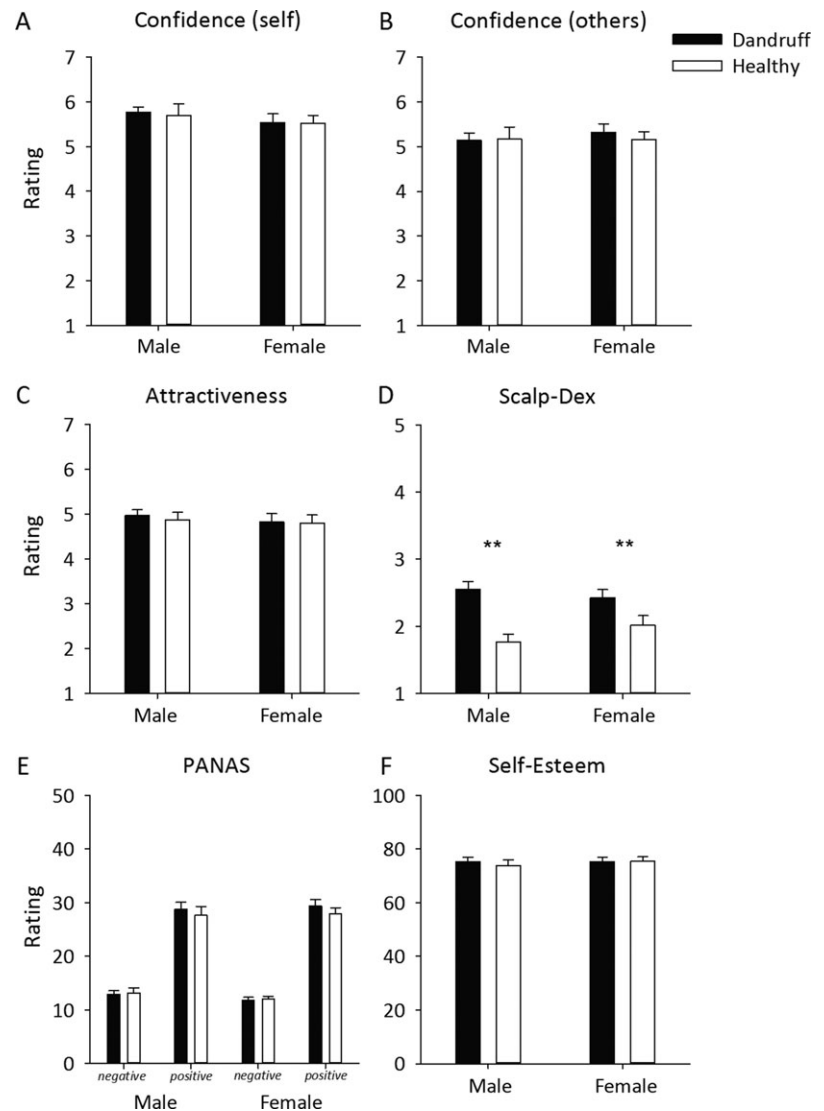 A Confidence (self)
B Confidence (others)
Dandruff
Healthy
Rating
7
6
5
4
3
2
1
Male Female
7
6
5
4
3
2
1
Male Female
C Attractiveness
D Scalp-Dex
Rating
7
6
5
4
3
2
1
Male Female
5
4
3
2
1
** **
Male Female
E PANAS
F Self-Esteem
Rating
50
40
30
20
10
0
negative positive negative positive
Male Female
100
80
60
40
20
0
Male Female